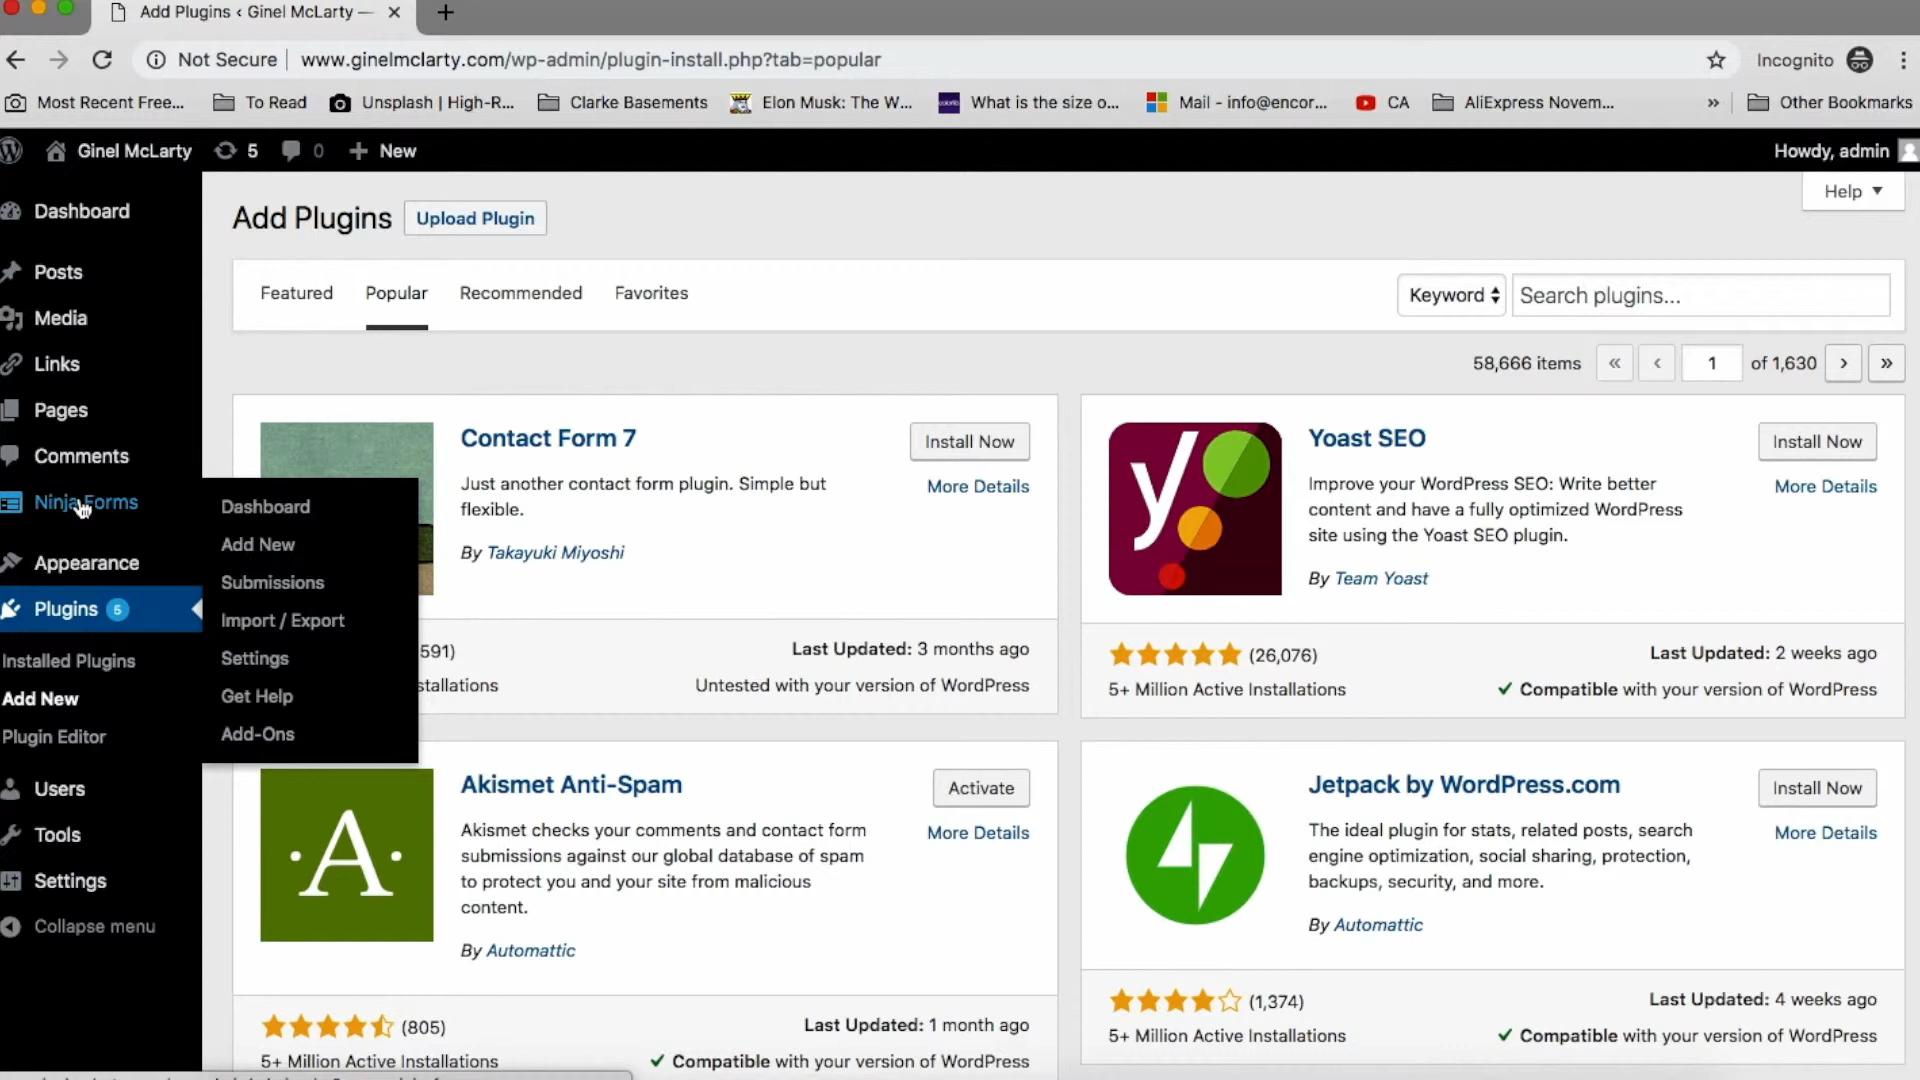 Add Plugins ‹ Ginel McLarty —
Not Secure
www.ginelmclarty.com/wp-admin/plugin-install.php?tab=popular
Incognito
Most Recent Free...
To Read
Unsplash | High-R...
Clarke Basements
Elon Musk: The W...
What is the size o...
Mail - info@encor...
CA
AliExpress Novem...
»
Other Bookmarks
Ginel McLarty
5
0
New
Howdy, admin
Help
Dashboard
Posts
Media
Links
Pages
Comments
Ninja Forms
Appearance
Plugins 5
Installed Plugins
Add New
Plugin Editor
Users
Tools
Settings
Collapse menu
Dashboard
Add New
Submissions
Import / Export
Settings
Get Help
Add-Ons
Add Plugins
Upload Plugin
Featured
Popular
Recommended
Favorites
Keyword
Search plugins...
58,666 items
«
‹
1
of 1,630
›
»
Contact Form 7
Install Now
More Details
Just another contact form plugin. Simple but
flexible.
By Takayuki Miyoshi
591)
Last Updated: 3 months ago
stallations
Untested with your version of WordPress
Yoast SEO
Install Now
More Details
Improve your WordPress SEO: Write better
content and have a fully optimized WordPress
site using the Yoast SEO plugin.
By Team Yoast
(26,076)
Last Updated: 2 weeks ago
5+ Million Active Installations
Compatible with your version of WordPress
A
Akismet Anti-Spam
Activate
More Details
Akismet checks your comments and contact form
submissions against our global database of spam
to protect you and your site from malicious
content.
By Automattic
(805)
Last Updated: 1 month ago
5+ Million Active Installations
Compatible with your version of WordPress
Jetpack by WordPress.com
Install Now
More Details
The ideal plugin for stats, related posts, search
engine optimization, social sharing, protection,
backups, security, and more.
By Automattic
(1,374)
Last Updated: 4 weeks ago
5+ Million Active Installations
Compatible with your version of WordPress